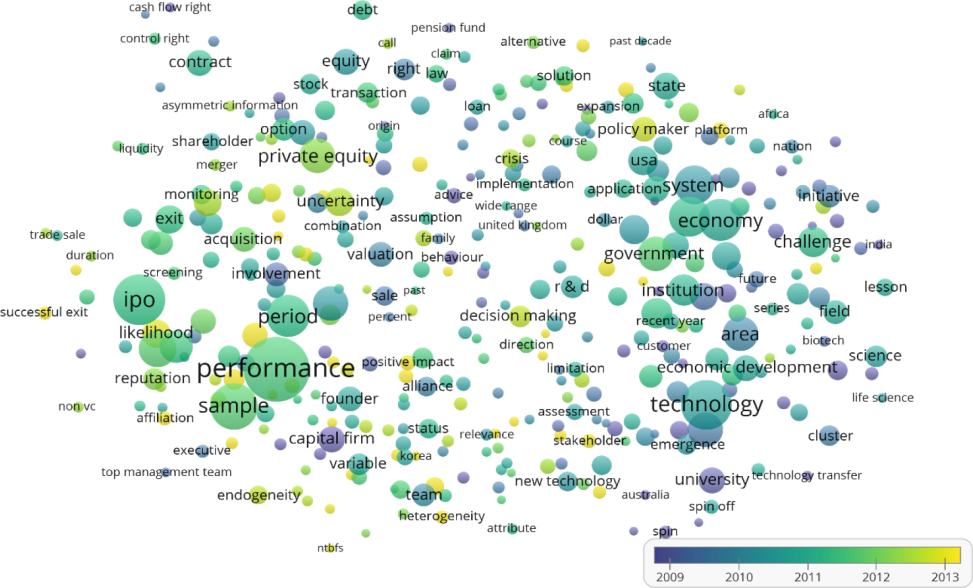 cash flow right
debt
pension fund
control right
call
alternative
past decade
claim
contract
equity
right
law
solution
stock
transaction
state
asymmetric information
loan
expansion
africa
option
origin
policy maker
platform
shareholder
course
liquidity
nation
private equity
crisis
usa
merger
implementation
application
system
monitoring
advice
initiative
uncertainty
wide range
exit
assumption
dollar
economy
combination
united kingdom
trade sale
acquisition
family
challenge
india
duration
valuation
behaviour
government
screening
involvement
future
r & d
institution
lesson
ipo
sale
past
series
field
successful exit
period
percent
decision making
recent year
likelihood
area
biotech
direction
customer
science
performance
positive impact
limitation
economic development
reputation
alliance
founder
life science
non vc
sample
technology
affiliation
assessment
status
relevance
cluster
capital firm
stakeholder
emergence
executive
korea
variable
top management team
new technology
university
technology transfer
endogeneity
team
australia
spin off
heterogeneity
attribute
spin
ntbfs
2009
2010
2011
2012
2013